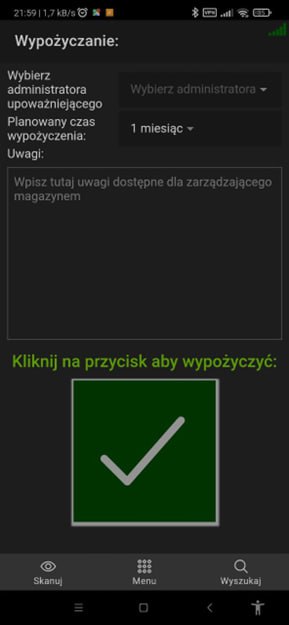 21:59 | 1,7 kB/s
Wypożyczanie:
Wybierz
administratora
upoważniejącego
Wybierz administratora
Planowany czas
wypożyczenia:
1 miesiąc
Uwagi:
Wpisz tutaj uwagi dostępne dla zarządzającego
magazynem
Kliknij na przycisk aby wypożyczyć:
Skanuj
Menu
Wyszukaj